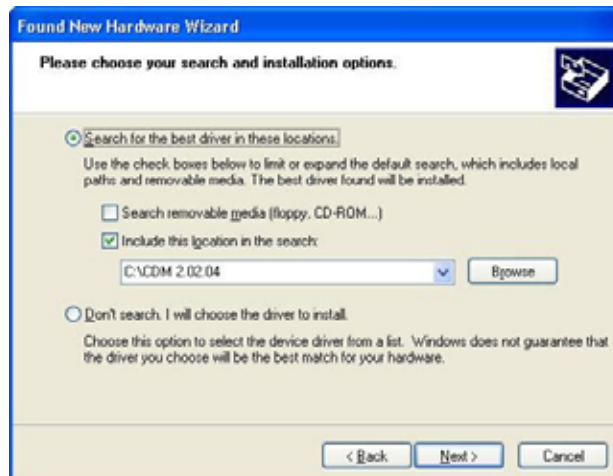 Found New Hardware Wizard
Please choose your search and installation options.
Search for the best driver in these locations.
Use the check boxes below to limit or expand the default search, which includes local
paths and removable media. The best driver found will be installed.
Search removable media (floppy, CD-ROM...)
Include this location in the search:
C:\CDM 2.02.04
Browse
Don't search. I will choose the driver to install.
Choose this option to select the device driver from a list. Windows does not guarantee that
the driver you choose will be the best match for your hardware.
< Back
Next >
Cancel